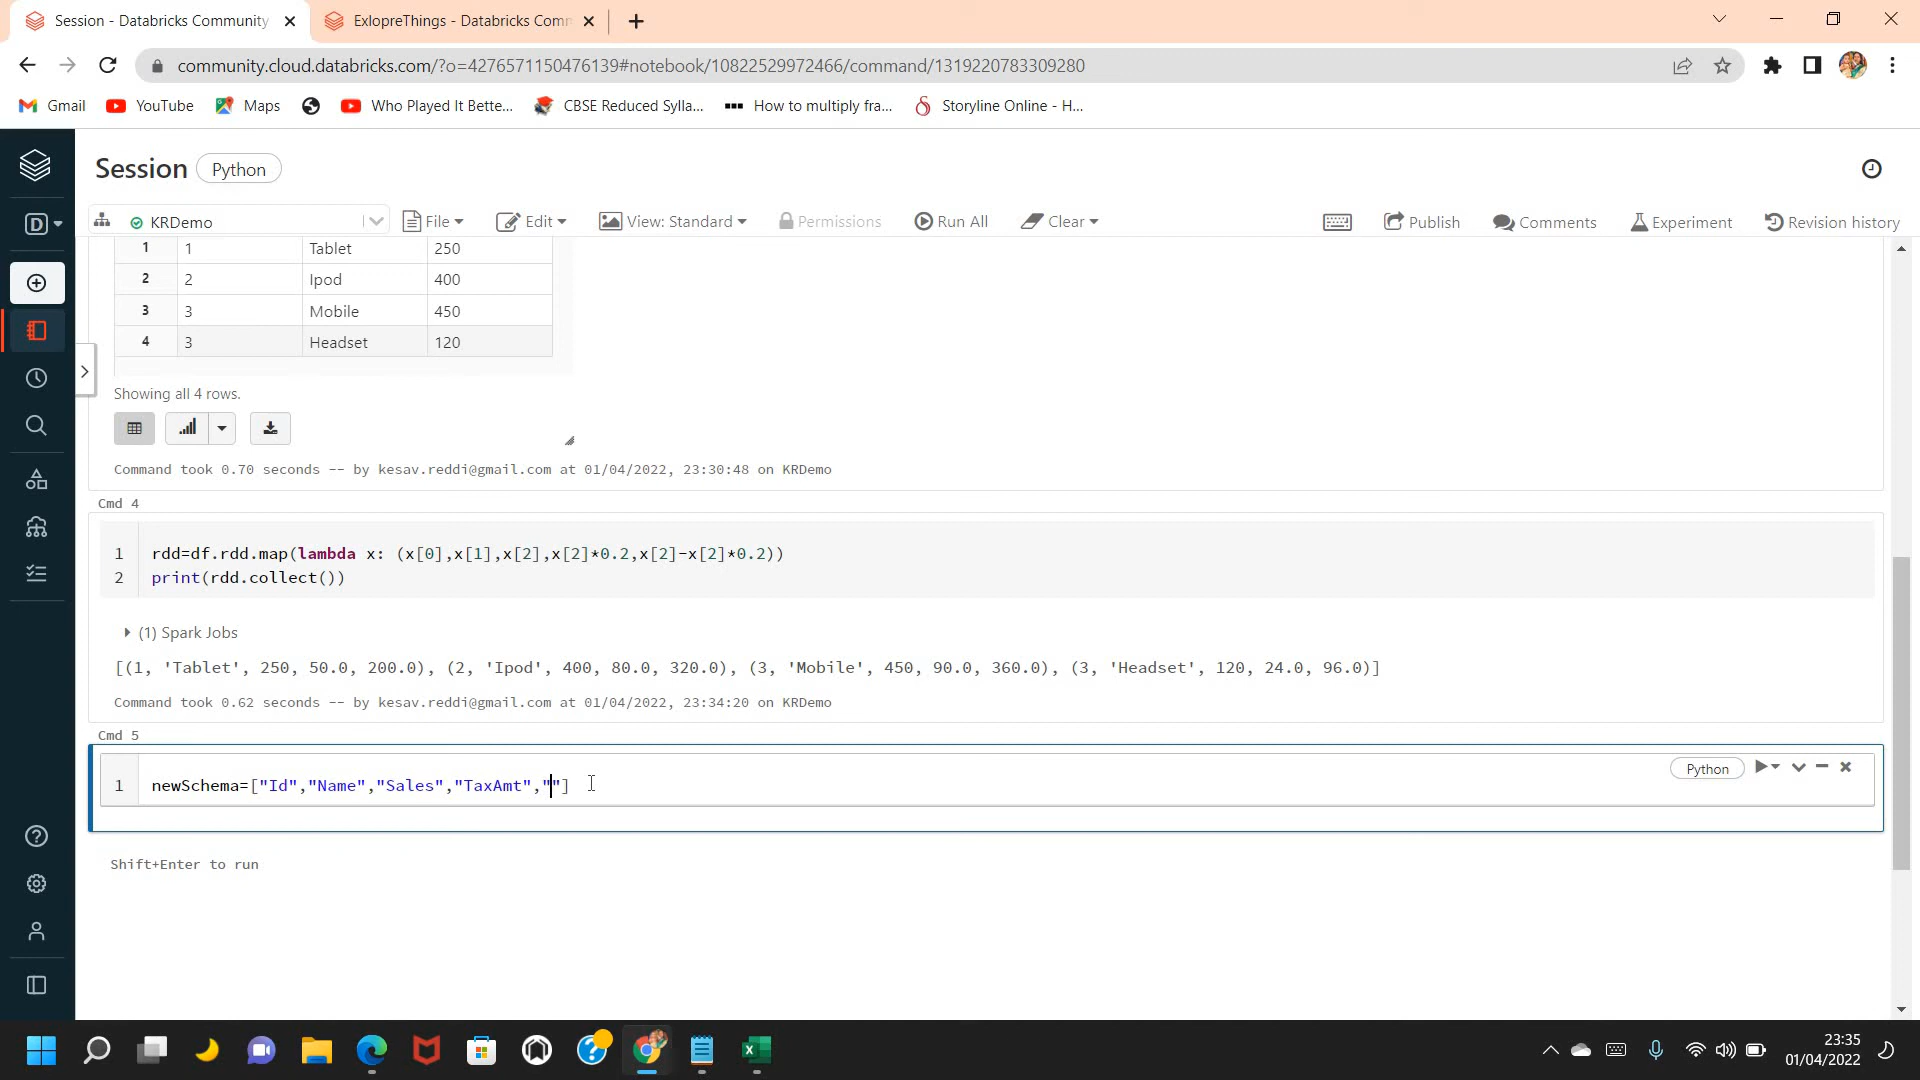 Session - Databricks Community
ExlopreThings - Databricks Comm
community.cloud.databricks.com/?o=4276571150476139#notebook/10822529972466/command/1319220783309280
Gmail YouTube Maps Who Played It Bette... CBSE Reduced Sylla... How to multiply fra... Storyline Online - H...
Session Python
D KRDemo File Edit View: Standard Permissions Run All Clear Publish Comments Experiment Revision history
1 1 Tablet 250
2 2 Ipod 400
3 3 Mobile 450
4 3 Headset 120
Showing all 4 rows.
Command took 0.70 seconds -- by kesav.reddi@gmail.com at 01/04/2022, 23:30:48 on KRDemo
Cmd 4
1 rdd=df.rdd.map(lambda x: (x[0],x[1],x[2],x[2]*0.2,x[2]-x[2]*0.2))
2 print(rdd.collect())
(1) Spark Jobs
[(1, 'Tablet', 250, 50.0, 200.0), (2, 'Ipod', 400, 80.0, 320.0), (3, 'Mobile', 450, 90.0, 360.0), (3, 'Headset', 120, 24.0, 96.0)]
Command took 0.62 seconds -- by kesav.reddi@gmail.com at 01/04/2022, 23:34:20 on KRDemo
Cmd 5
Python
1 newSchema=["Id","Name","Sales","TaxAmt",""]
Shift+Enter to run
23:35
01/04/2022